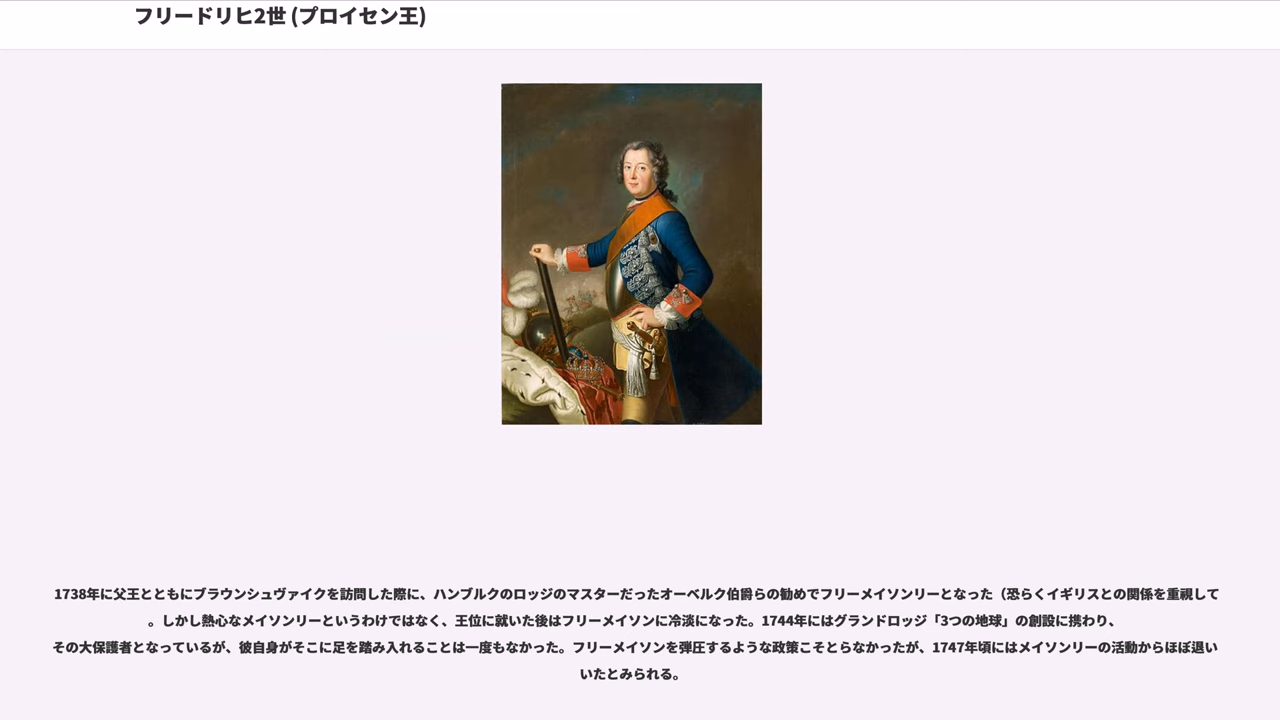 フリードリヒ2世 (プロイセン王)
1738年に父王とともにブラウンシュヴァイクを訪問した際に、ハンブルクのロッジのマスターだったオーベルク伯爵らの勧めでフリーメイソンリーとなった（恐らくイギリスとの関係を重視して
。しかし熱心なメイソンリーというわけではなく、王位に就いた後はフリーメイソンに冷淡になった。1744年にはグランドロッジ「3つの地球」の創設に携わり、
その大保護者となっているが、彼自身がそこに足を踏み入れることは一度もなかった。フリーメイソンを弾圧するような政策こそとらなかったが、1747年頃にはメイソンリーの活動からほぼ退い
いたとみられる。